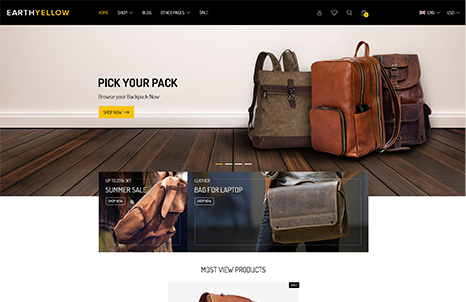 EARTHYELLOW
HOME SHOP BLOG OTHER PAGES SALE
0
ENG USD
PICK YOUR PACK
Browse your Backpack Now
SHOP NOW
UP TO 25% OFF
SUMMER SALE
SHOP NOW
LEATHER
BAG FOR LAPTOP
SHOP NOW
MOST VIEW PRODUCTS
SALE